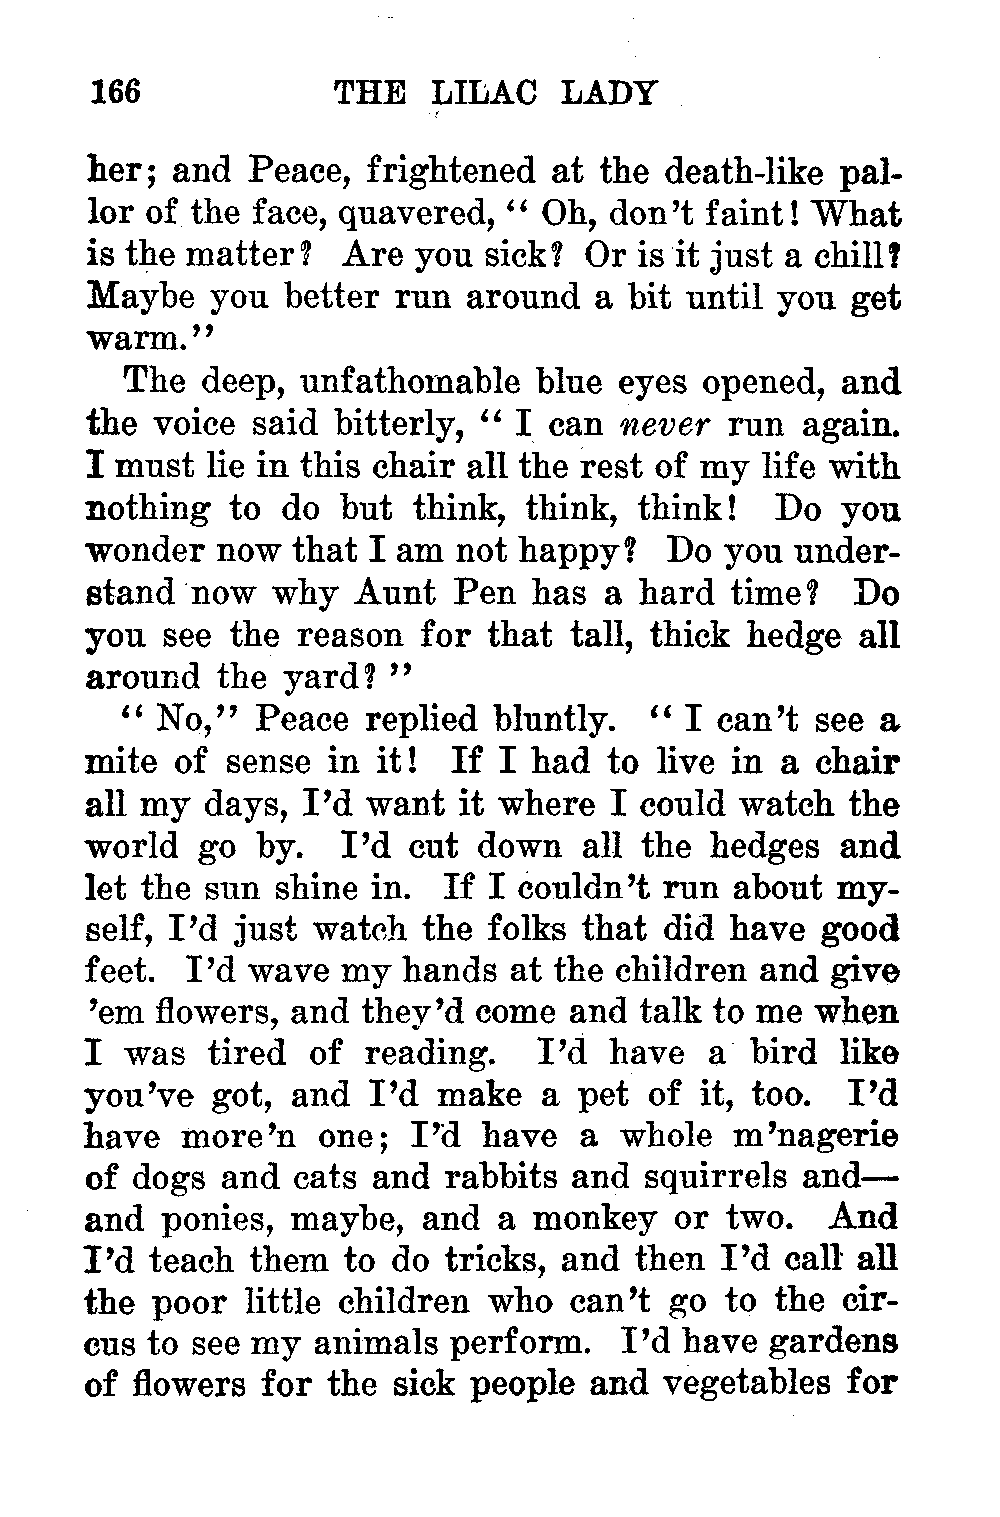 166 THE LILAC LADY
her; and Peace, frightened at the death-like pal-
lor of the face, quavered, “ Oh, don’t faint! What
is the matter? Are you sick? Or is it just a chill?
Maybe you better run around a bit until you get
warm.”
The deep, unfathomable blue eyes opened, and
the voice said bitterly, “ I can never run again.
I must lie in this chair all the rest of my life with
nothing to do but think, think, think! Do you
wonder now that I am not happy? Do you under-
stand now why Aunt Pen has a hard time? Do
you see the reason for that tall, thick hedge all
around the yard? ”
“ No,” Peace replied bluntly. “ I can’t see a
mite of sense in it! If I had to live in a chair
all my days, I’d want it where I could watch the
world go by. I’d cut down all the hedges and
let the sun shine in. If I couldn’t run about my-
self, I’d just watch the folks that did have good
feet. I’d wave my hands at the children and give
’em flowers, and they’d come and talk to me when
I was tired of reading. I’d have a bird like
you’ve got, and I’d make a pet of it, too. I’d
have more’n one; I’d have a whole m’nagerie
of dogs and cats and rabbits and squirrels and—
and ponies, maybe, and a monkey or two. And
I’d teach them to do tricks, and then I’d call all
the poor little children who can’t go to the cir-
cus to see my animals perform. I’d have gardens
of flowers for the sick people and vegetables for